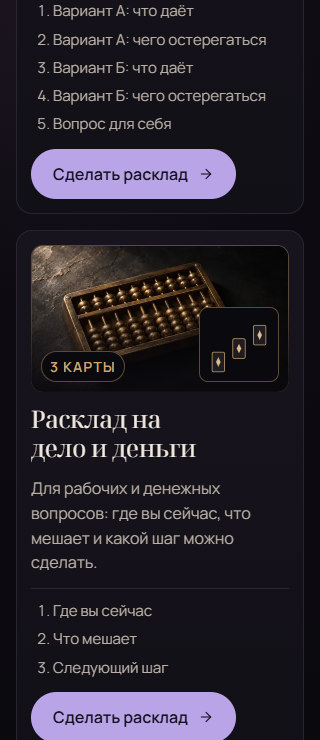 1. Вариант А: что даёт
2. Вариант А: чего остерегаться
3. Вариант Б: что даёт
4. Вариант Б: чего остерегаться
5. Вопрос для себя
Сделать расклад →
3 КАРТЫ
Расклад на
дело и деньги
Для рабочих и денежных
вопросов: где вы сейчас, что
мешает и какой шаг можно
сделать.
1. Где вы сейчас
2. Что мешает
3. Следующий шаг
Сделать расклад →